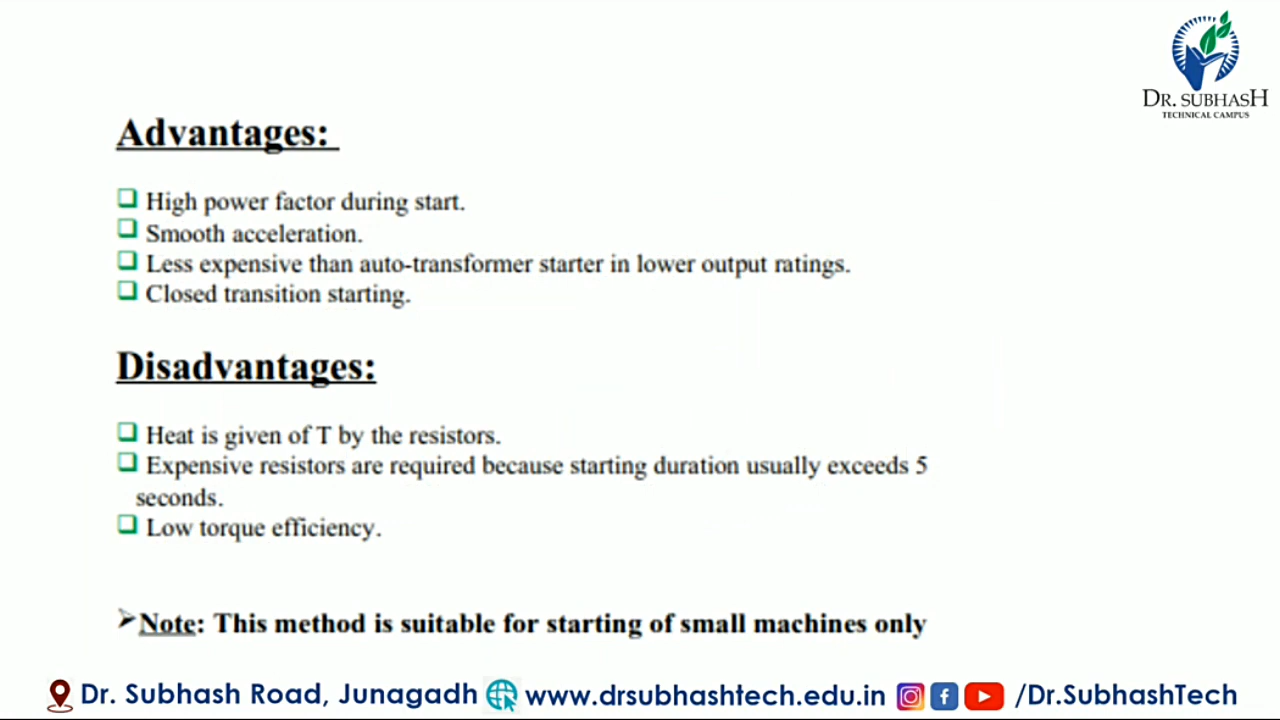 DR. SUBHASH
TECHNICAL CAMPUS
Advantages:
High power factor during start.
Smooth acceleration.
Less expensive than auto-transformer starter in lower output ratings.
Closed transition starting.
Disadvantages:
Heat is given of T by the resistors.
Expensive resistors are required because starting duration usually exceeds 5
seconds.
Low torque efficiency.
Note: This method is suitable for starting of small machines only
Dr. Subhash Road, Junagadh www.drsubhashtech.edu.in /Dr.SubhashTech